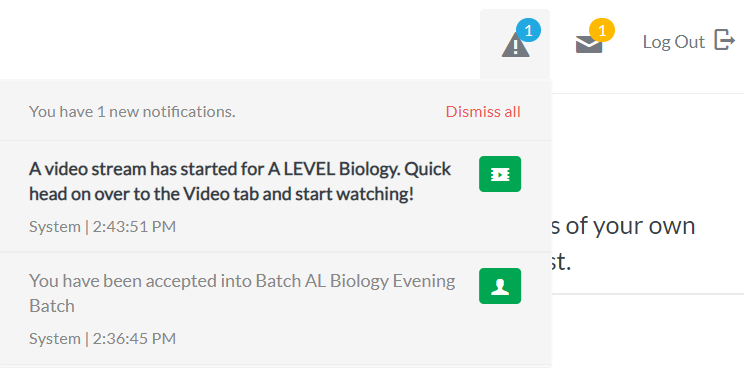 1
1
Log Out
You have 1 new notifications.
Dismiss all
A video stream has started for A LEVEL Biology. Quick
head on over to the Video tab and start watching!
System | 2:43:51 PM
s of your own
st.
You have been accepted into Batch AL Biology Evening
Batch
System | 2:36:45 PM